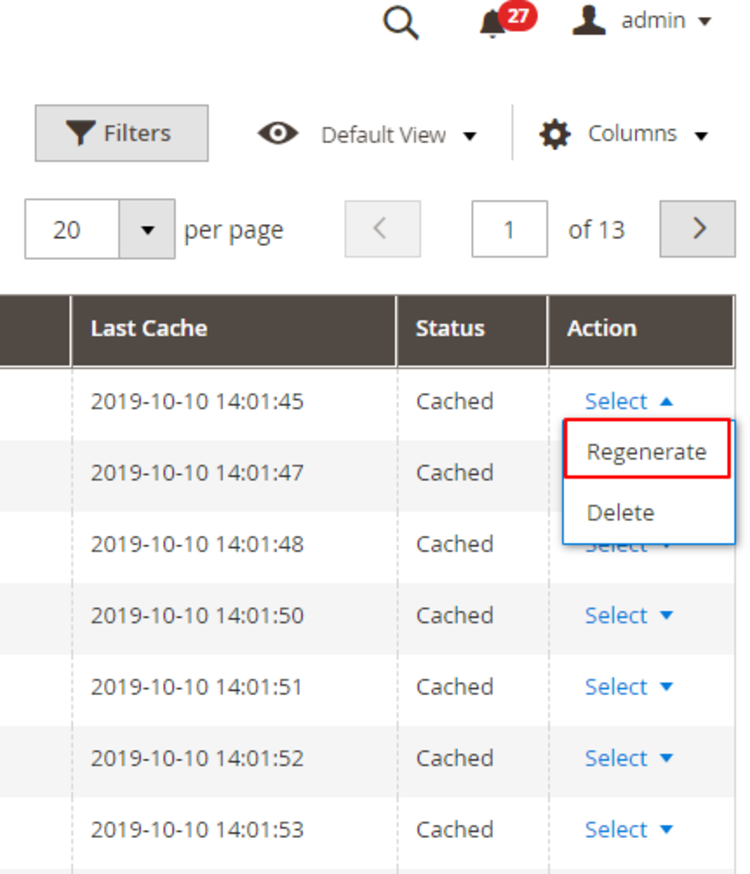 27 admin
Filters Default View Columns
20 per page 1 of 13
Last Cache Status Action
2019-10-10 14:01:45 Cached Select
Regenerate
2019-10-10 14:01:47 Cached
Delete
2019-10-10 14:01:48 Cached Select
2019-10-10 14:01:50 Cached Select
2019-10-10 14:01:51 Cached Select
2019-10-10 14:01:52 Cached Select
2019-10-10 14:01:53 Cached Select